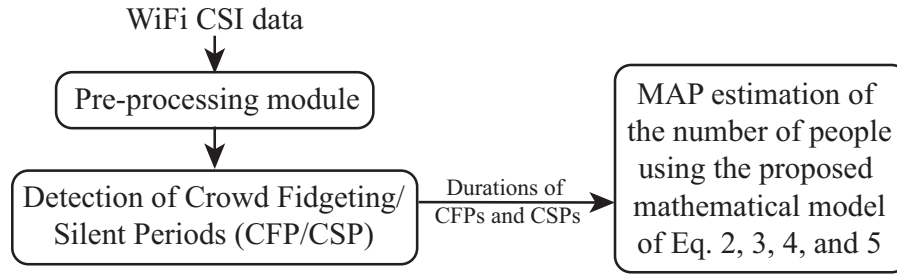 WiFi CSI data
Pre-processing module
Detection of Crowd Fidgeting/
Silent Periods (CFP/CSP)
Durations of
CFPs and CSPs
MAP estimation of
the number of people
using the proposed
mathematical model
of Eq. 2, 3, 4, and 5